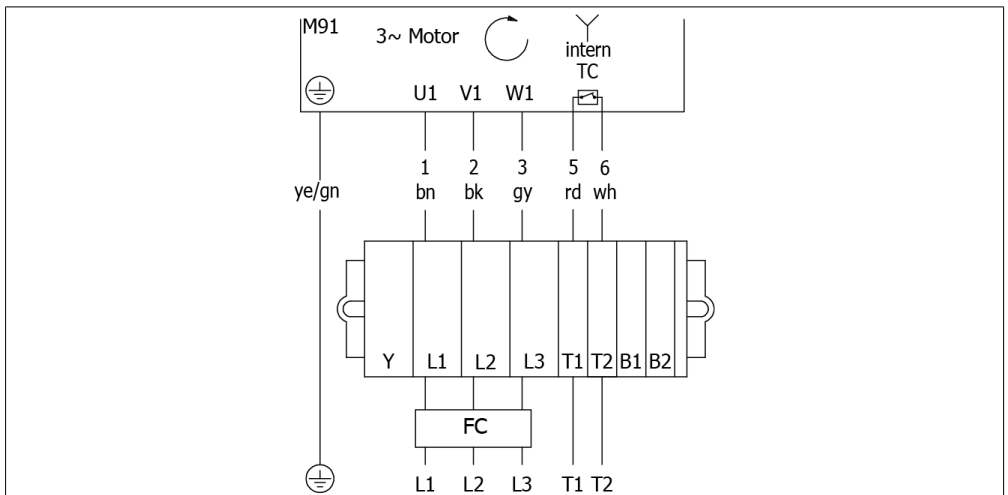 M91
3~ Motor
intern
TC
U1 V1 W1
1 2 3 5 6
ye/gn bn bk gy rd wh
Y L1 L2 L3 T1 T2 B1 B2
FC
L1 L2 L3 T1 T2